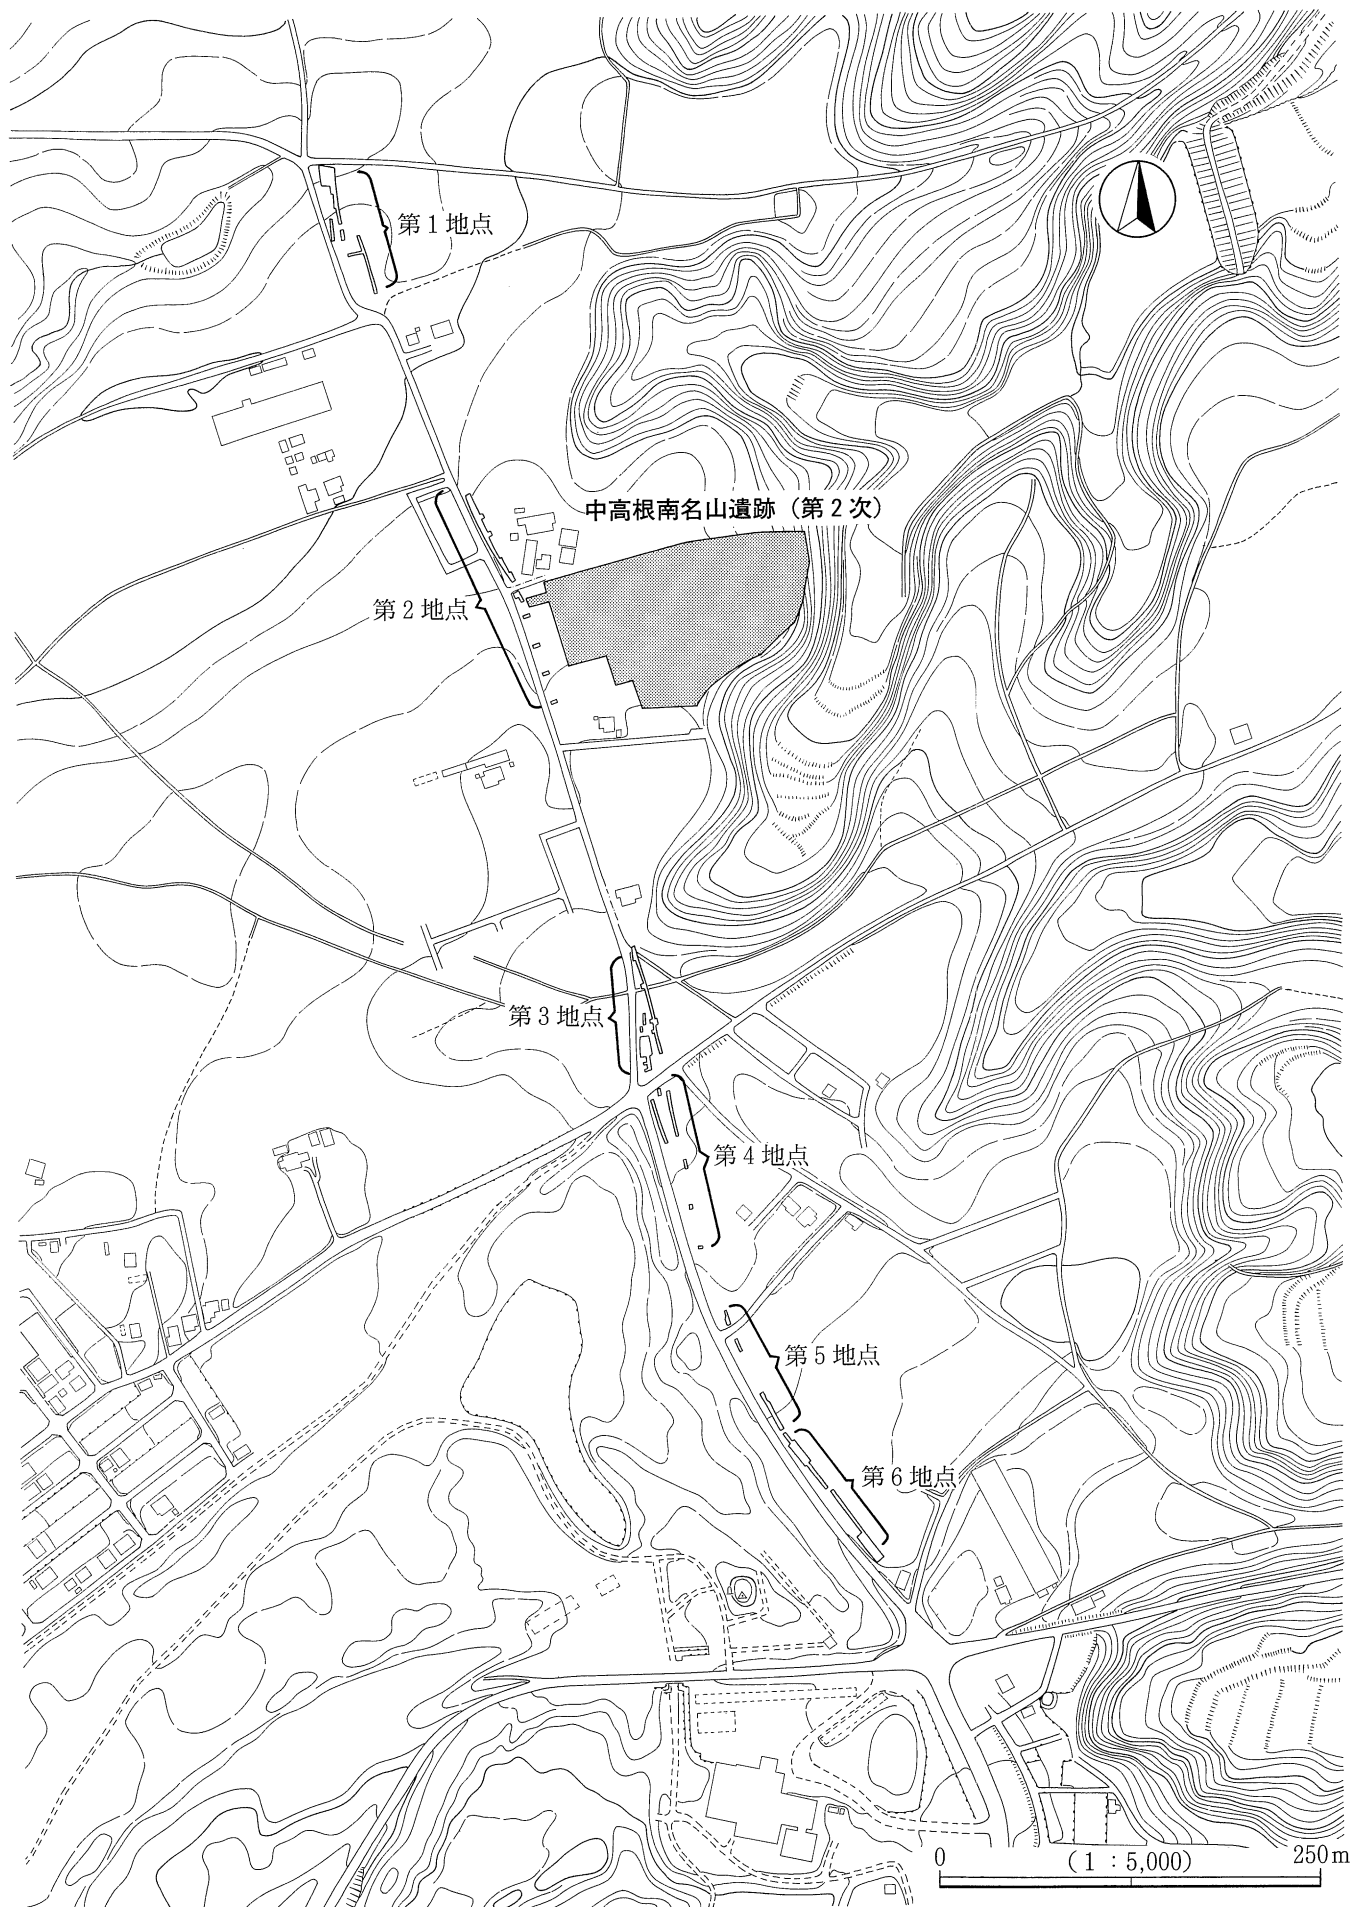 第1地点
中高根南名山遺跡(第2次)
第2地点
第3地点
第4地点
第5地点
第6地点
0 (1:5,000) 250m